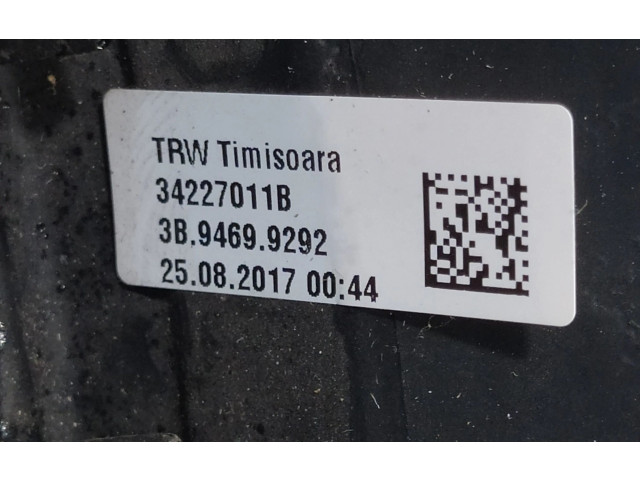 TRW Timisoara
34227011B
3B.9469.9292
25.08.2017 00:44